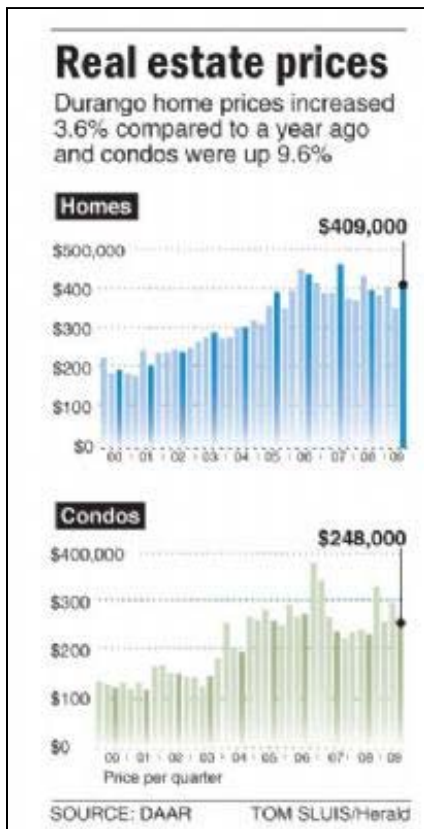 Real estate prices
Durango home prices increased
3.6% compared to a year ago
and condos were up 9.6%
Homes
$409,000
$500,000
$400
$300
$200
$100
$0
00 01 02 03 04 05 06 07 08 09
Condos
$248,000
$400,000
$300
$200
$100
$0
00 01 02 03 04 05 06 07 08 09
Price per quarter
SOURCE: DAAR TOM SLUIS/Herald